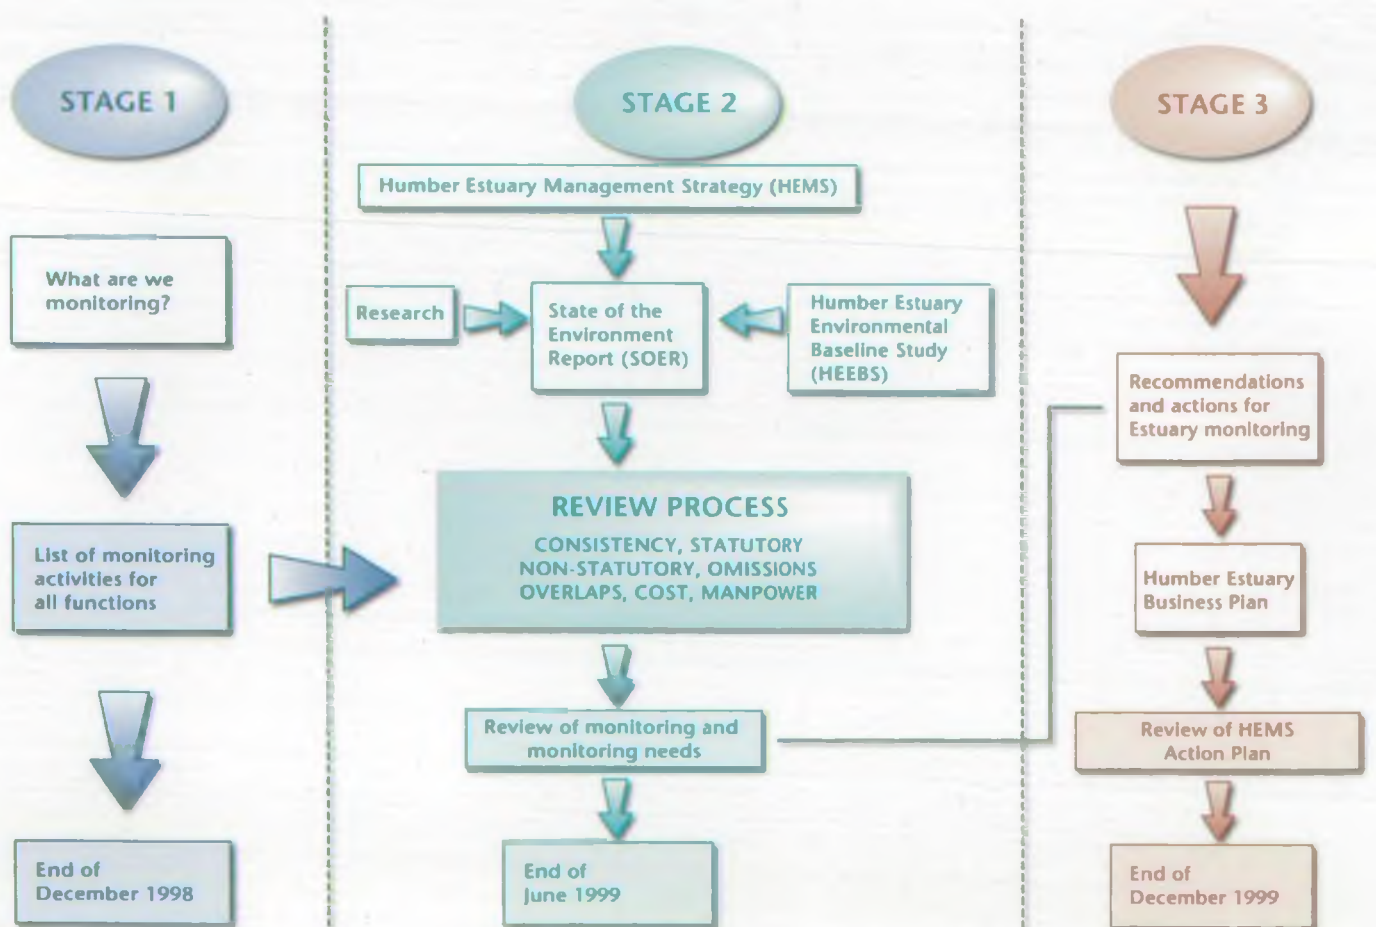 STAGE 1
What are we
monitoring?
List of monitoring
activities for
all functions
End of
December 1998
STAGE 2
Humber Estuary Management Strategy (HEMS)
Research
State of the
Environment
Report (SOER)
Humber Estuary
Environmental
Baseline Study
(HEEBS)
REVIEW PROCESS
CONSISTENCY, STATUTORY
NON-STATUTORY, OMISSIONS
OVERLAPS, COST, MANPOWER
Review of monitoring and
monitoring needs
End of
June 1999
STAGE 3
Recommendations
and actions for
Estuary monitoring
Humber Estuary
Business Plan
Review of HEMS
Action Plan
End of
December 1999